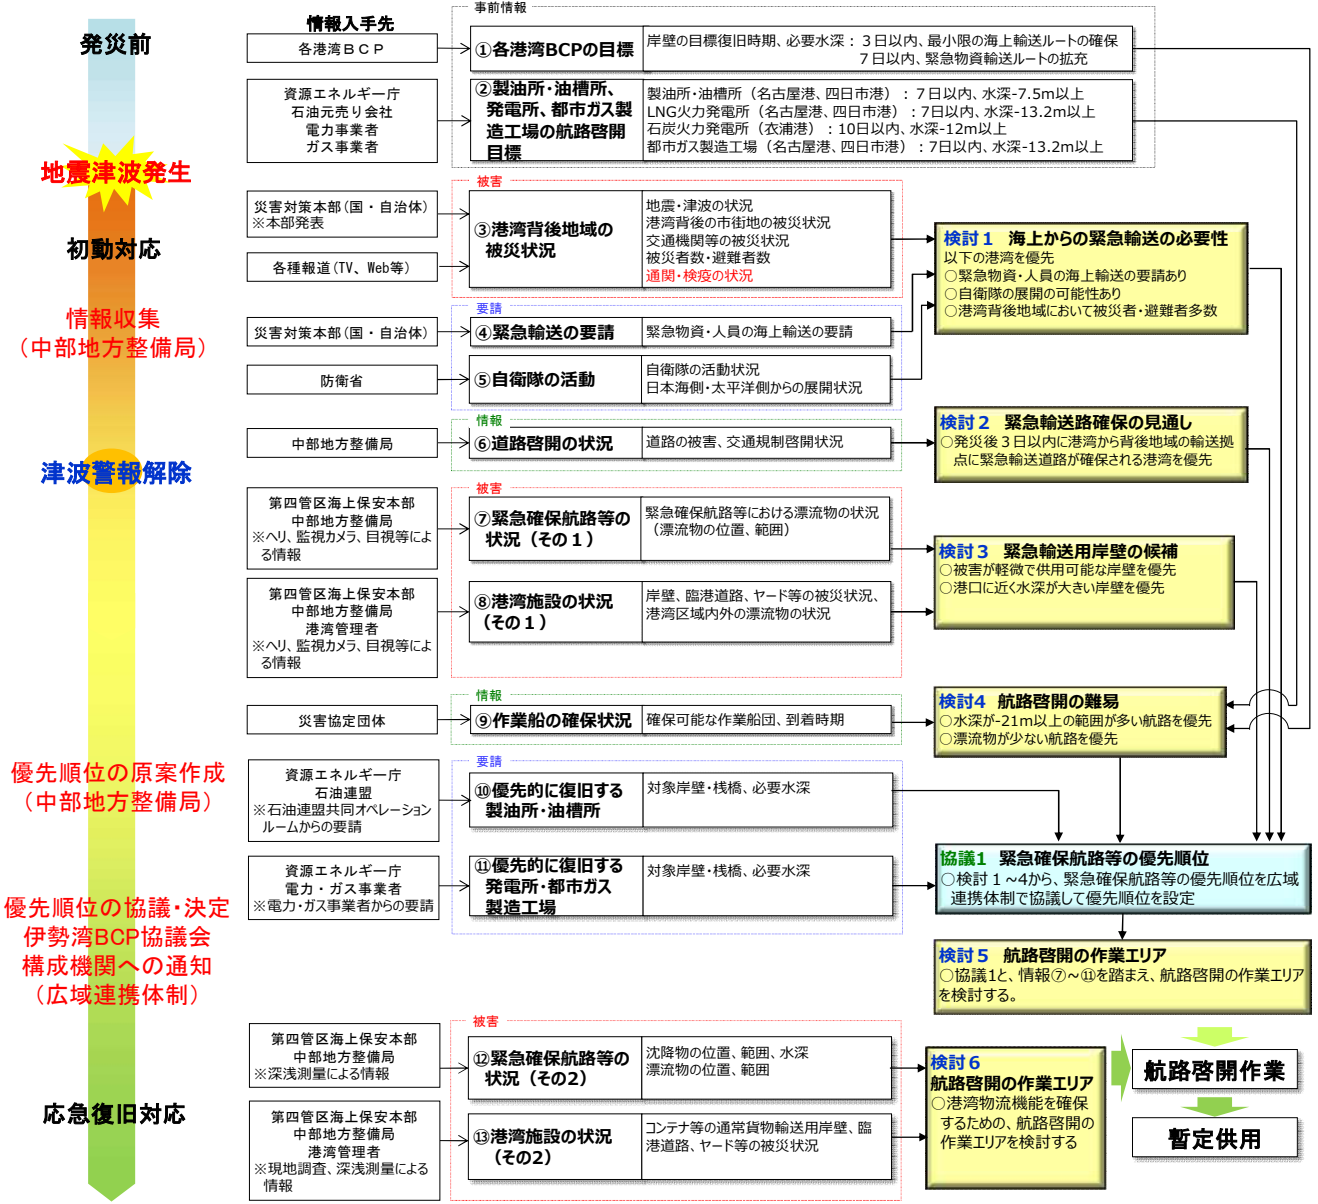 発災前
地震津波発生
初動対応
情報収集
（中部地方整備局）
津波警報解除
優先順位の原案作成
（中部地方整備局）
優先順位の協議・決定
伊勢湾BCP協議会
構成機関への通知
（広域連携体制）
応急復旧対応
情報入手先
事前情報
各港湾ＢＣＰ
①各港湾BCPの目標
岸壁の目標復旧時期、必要水深：３日以内、最小限の海上輸送ルートの確保
７日以内、緊急物資輸送ルートの拡充
資源エネルギー庁
石油元売り会社
電力事業者
ガス事業者
②製油所・油槽所、
発電所、都市ガス製
造工場の航路啓開
目標
製油所・油槽所（名古屋港、四日市港）：７日以内、水深-7.5m以上
LNG火力発電所（名古屋港、四日市港）：7日以内、水深-13.2m以上
石炭火力発電所（衣浦港）：10日以内、水深-12m以上
都市ガス製造工場（名古屋港、四日市港）：7日以内、水深-13.2m以上
被害
災害対策本部（国・自治体）
※本部発表
各種報道（TV、Web等）
③港湾背後地域の
被災状況
地震・津波の状況
港湾背後の市街地の被災状況
交通機関等の被災状況
被災者数・避難者数
通関・検疫の状況
検討１　海上からの緊急輸送の必要性
以下の港湾を優先
○緊急物資・人員の海上輸送の要請あり
○自衛隊の展開の可能性あり
○港湾背後地域において被災者・避難者多数
要請
災害対策本部（国・自治体）
④緊急輸送の要請
緊急物資・人員の海上輸送の要請
防衛省
⑤自衛隊の活動
自衛隊の活動状況
日本海側・太平洋側からの展開状況
情報
中部地方整備局
⑥道路啓開の状況
道路の被害、交通規制啓開状況
検討２　緊急輸送路確保の見通し
○発災後３日以内に港湾から背後地域の輸送拠
点に緊急輸送道路が確保される港湾を優先
被害
第四管区海上保安本部
中部地方整備局
※ヘリ、監視カメラ、目視等によ
る情報
⑦緊急確保航路等の
状況（その１）
緊急確保航路等における漂流物の状況
（漂流物の位置、範囲）
検討３　緊急輸送用岸壁の候補
○被害が軽微で供用可能な岸壁を優先
○港口に近く水深が大きい岸壁を優先
第四管区海上保安本部
中部地方整備局
港湾管理者
※ヘリ、監視カメラ、目視等によ
る情報
⑧港湾施設の状況
（その１）
岸壁、臨港道路、ヤード等の被災状況、
港湾区域内外の漂流物の状況
情報
災害協定団体
⑨作業船の確保状況
確保可能な作業船団、到着時期
検討4　航路啓開の難易
○水深が-21m以上の範囲が多い航路を優先
○漂流物が少ない航路を優先
要請
資源エネルギー庁
石油連盟
※石油連盟共同オペレーション
ルームからの要請
⑩優先的に復旧する
製油所・油槽所
対象岸壁・桟橋、必要水深
資源エネルギー庁
電力・ガス事業者
※電力・ガス事業者からの要請
⑪優先的に復旧する
発電所・都市ガス
製造工場
対象岸壁・桟橋、必要水深
協議1　緊急確保航路等の優先順位
○検討１～4から、緊急確保航路等の優先順位を広域
連携体制で協議して優先順位を設定
検討５　航路啓開の作業エリア
○協議1と、情報⑦～⑪を踏まえ、航路啓開の作業エリア
を検討する。
被害
第四管区海上保安本部
中部地方整備局
※深浅測量による情報
⑫緊急確保航路等の
状況（その2）
沈降物の位置、範囲、水深
漂流物の位置、範囲
第四管区海上保安本部
中部地方整備局
港湾管理者
※現地調査、深浅測量による
情報
⑬港湾施設の状況
（その2）
コンテナ等の通常貨物輸送用岸壁、臨
港道路、ヤード等の被災状況
検討６
航路啓開の作業エリア
○港湾物流機能を確保
するための、航路啓開の
作業エリアを検討する
航路啓開作業
暫定供用